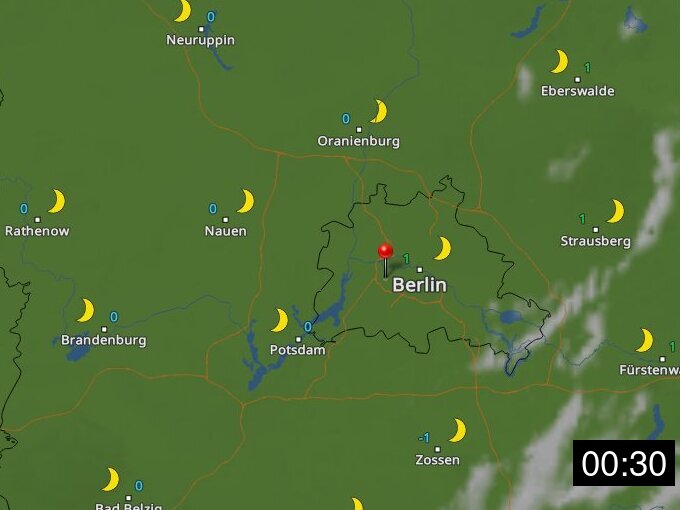 0
Neuruppin
1
Eberswalde
0
Oranienburg
0
Rathenow
0
Nauen
1
Strausberg
1
Berlin
0
Brandenburg
0
Potsdam
1
Fürstenwa
-1
Zossen
00:30
0
Bad Belzig